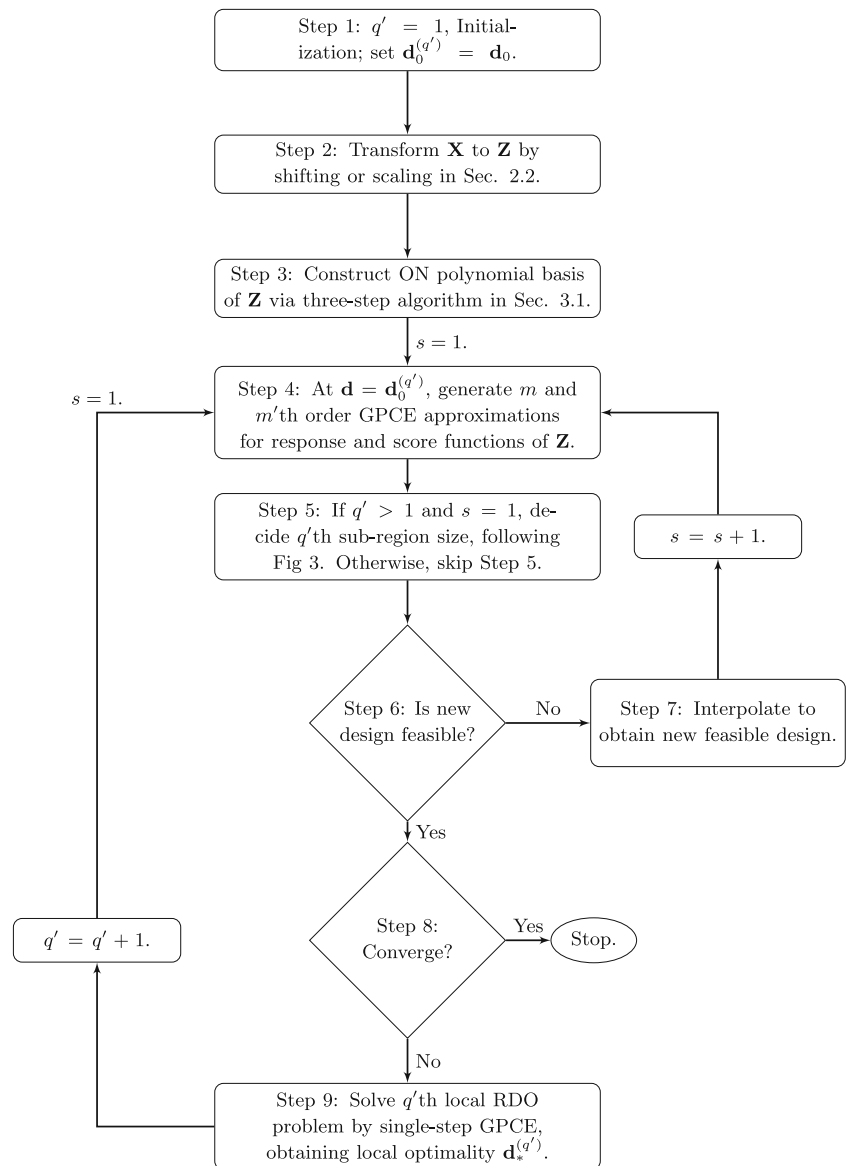 Step 1: q′ = 1, Initial-
ization; set d₀^(q′) = d₀.
Step 2: Transform X to Z by
shifting or scaling in Sec. 2.2.
Step 3: Construct ON polynomial basis
of Z via three-step algorithm in Sec. 3.1.
s = 1.
s = 1.
Step 4: At d = d₀^(q′), generate m and
m′th order GPCE approximations
for response and score functions of Z.
Step 5: If q′ > 1 and s = 1, de-
cide q′th sub-region size, following
Fig 3. Otherwise, skip Step 5.
s = s + 1.
Step 6: Is new
design feasible?
No
Step 7: Interpolate to
obtain new feasible design.
Yes
q′ = q′ + 1.
Step 8:
Converge?
Yes
Stop.
No
Step 9: Solve q′th local RDO
problem by single-step GPCE,
obtaining local optimality d∗^(q′).